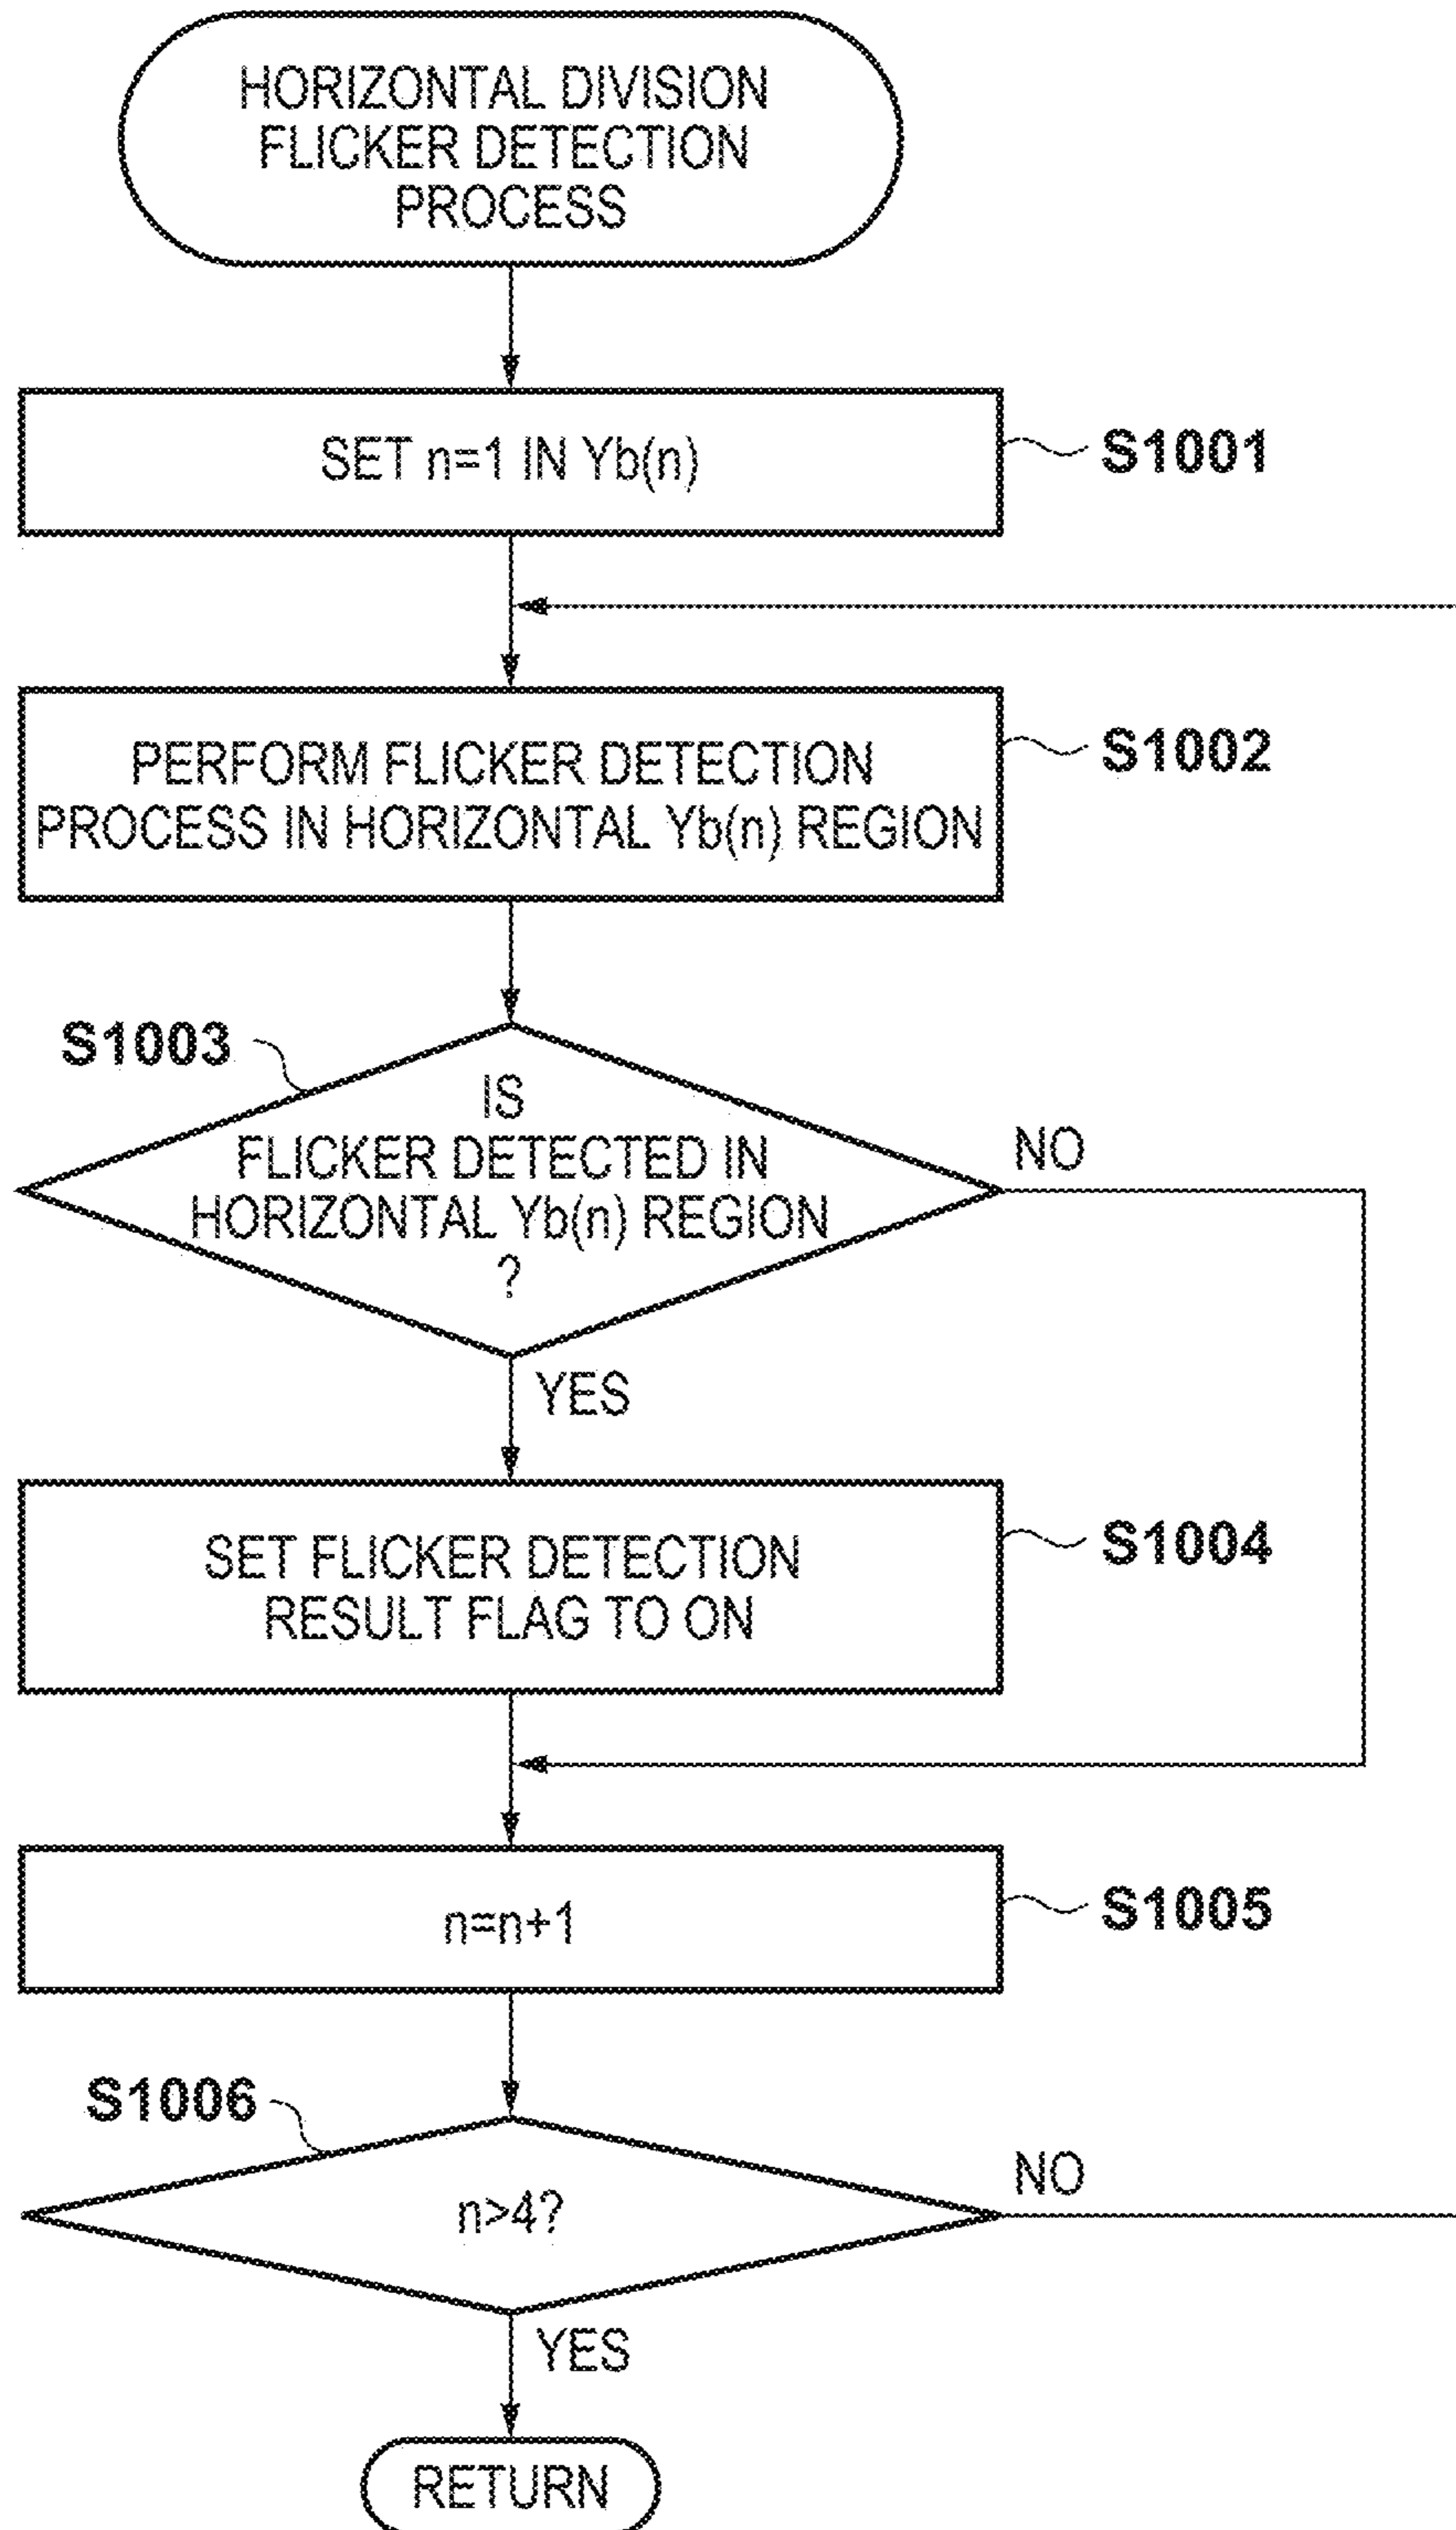 HORIZONTAL DIVISION
FLICKER DETECTION
PROCESS
SET n=1 IN Yb(n)
S1001
PERFORM FLICKER DETECTION
PROCESS IN HORIZONTAL Yb(n) REGION
S1002
S1003
IS
FLICKER DETECTED IN
HORIZONTAL Yb(n) REGION
?
NO
YES
SET FLICKER DETECTION
RESULT FLAG TO ON
S1004
n=n+1
S1005
S1006
n>4?
NO
YES
RETURN